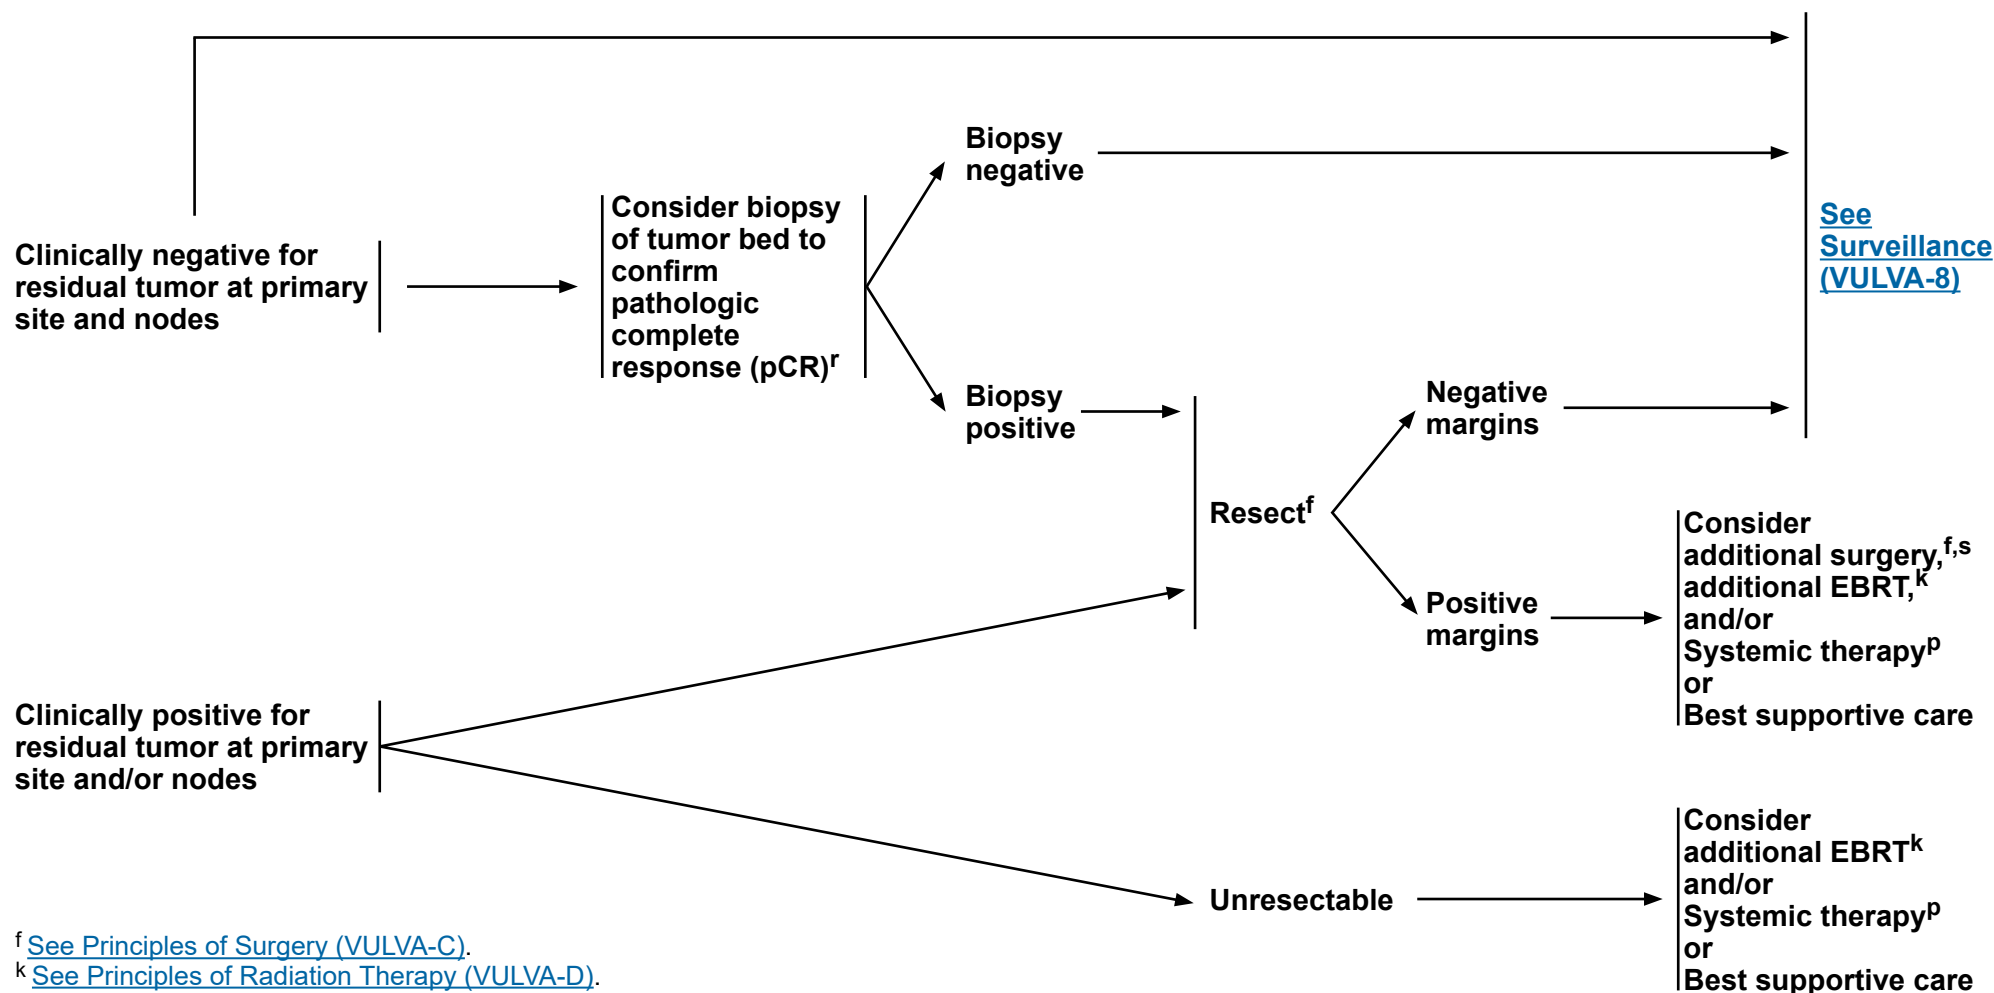 Clinically negative for
residual tumor at primary
site and nodes
Consider biopsy
of tumor bed to
confirm
pathologic
complete
response (pCR)r
Biopsy
negative
Biopsy
positive
See
Surveillance
(VULVA-8)
Resectf
Negative
margins
Positive
margins
Consider
additional surgery,f,s
additional EBRT,k
and/or
Systemic therapyp
or
Best supportive care
Clinically positive for
residual tumor at primary
site and/or nodes
Unresectable
Consider
additional EBRTk
and/or
Systemic therapyp
or
Best supportive care
f See Principles of Surgery (VULVA-C).
k See Principles of Radiation Therapy (VULVA-D).